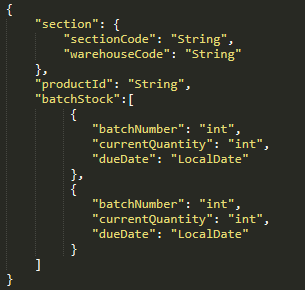 {
    "section": {
        "sectionCode": "String",
        "warehouseCode": "String"
    },
    "productId": "String",
    "batchStock":[
        {
            "batchNumber": "int",
            "currentQuantity": "int",
            "dueDate": "LocalDate"
        },
        {
            "batchNumber": "int",
            "currentQuantity": "int",
            "dueDate": "LocalDate"
        }
    ]
}